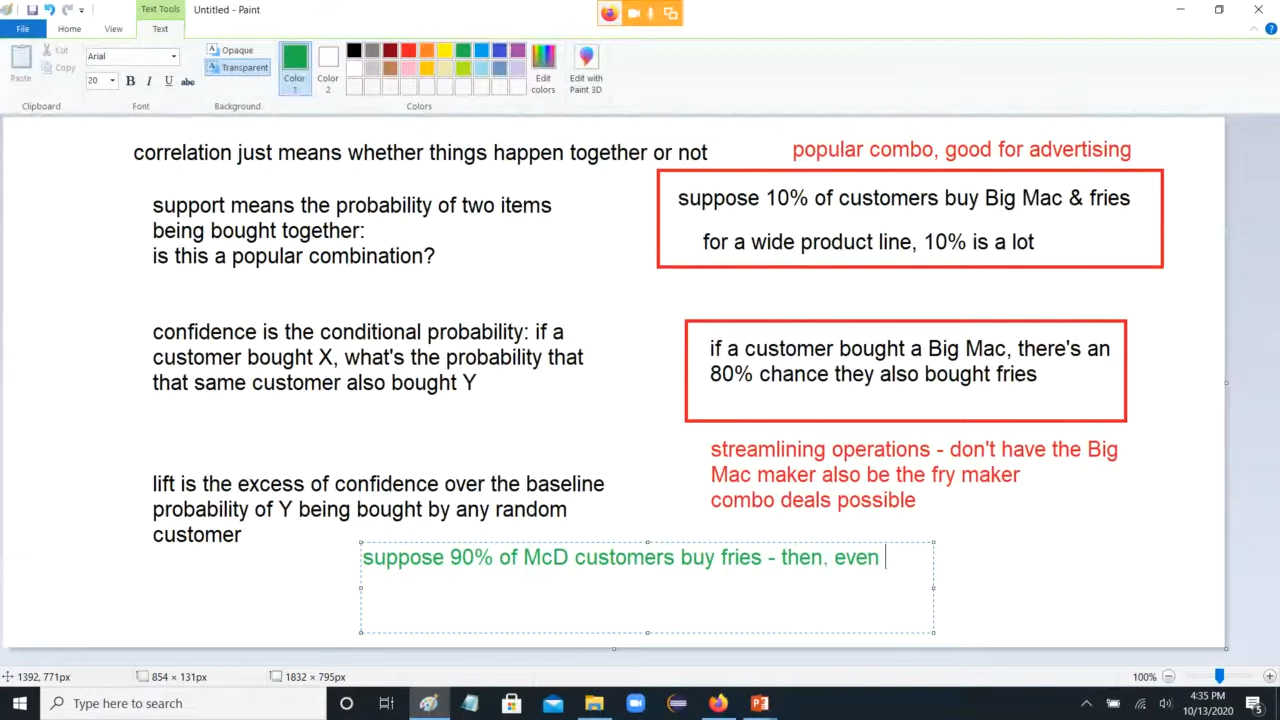 Text Tools
Untitled - Paint
File
Home
View
Text
Paste
Cut
Copy
Clipboard
Arial
20
B I U abc
Font
Opaque
Transparent
Background
Color 1
Color 2
Colors
Edit colors
Edit with Paint 3D
correlation just means whether things happen together or not
popular combo, good for advertising
support means the probability of two items
being bought together:
is this a popular combination?
suppose 10% of customers buy Big Mac & fries
for a wide product line, 10% is a lot
confidence is the conditional probability: if a
customer bought X, what's the probability that
that same customer also bought Y
if a customer bought a Big Mac, there's an
80% chance they also bought fries
streamlining operations - don't have the Big
Mac maker also be the fry maker
combo deals possible
lift is the excess of confidence over the baseline
probability of Y being bought by any random
customer
suppose 90% of McD customers buy fries - then, even
1392, 771px
854 × 131px
1832 × 795px
100%
Type here to search
4:35 PM
10/13/2020
5